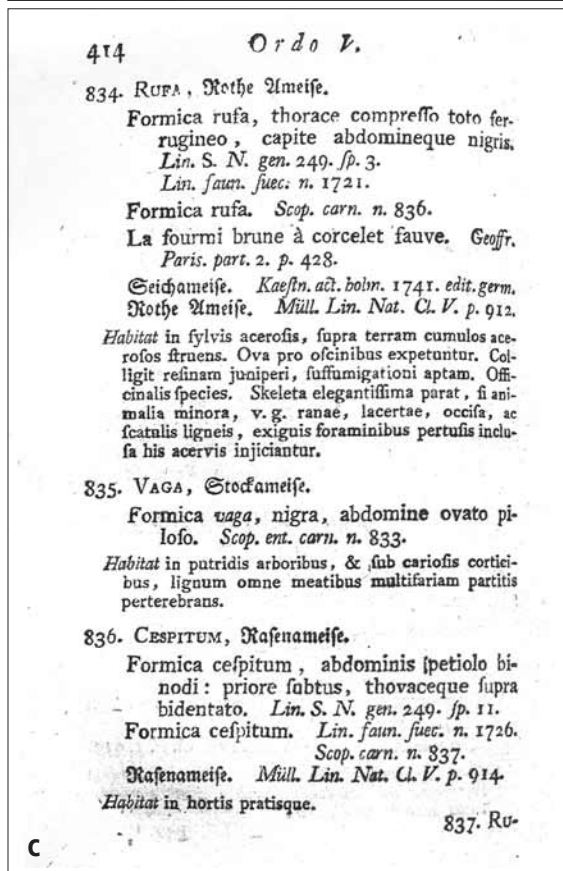 414 Ordo V.
834. RUFA, Rothe Ameiſe.
Formica rufa, thorace compreſſo toto fer-
rugineo, capite abdomineque nigris.
Lin. S. N. gen. 249. ſp. 3.
Lin. faun. ſuec. n. 1721.
Formica rufa. Scop. carn. n. 836.
La fourmi brune à corcelet fauve. Geoffr.
Paris. part. 2. p. 428.
Seichameiſe. Kaeſtn. act. holm. 1741. edit. germ.
Rothe Ameiſe. Müll. Lin. Nat. Cl. V. p. 912.
Habitat in ſylvis aceroſis, ſupra terram cumulos ace-
roſos ſtruens. Ova pro oſcinibus expetuntur. Col-
ligit reſinam juniperi, ſuffumigationi aptam. Offi-
cinalis ſpecies. Skeleta elegantiſſima parat, ſi ani-
malia minora, v. g. ranae, lacertae, occiſa, ac
ſcatulis ligneis, exiguis foraminibus pertuſis inclu-
ſa his acervis injiciantur.
835. VAGA, Stockameiſe.
Formica vaga, nigra, abdomine ovato pi-
loſo. Scop. ent. carn. n. 833.
Habitat in putridis arboribus, & ſub carioſis cortici-
bus, lignum omne meatibus multifariam partitis
perterebrans.
836. CESPITUM, Raſenameiſe.
Formica ceſpitum, abdominis petiolo bi-
nodi: priore ſubtus, thovaceque ſupra
bidentato. Lin. S. N. gen. 249. ſp. 11.
Formica ceſpitum. Lin. faun. ſuec. n. 1726.
Scop. carn. n. 837.
Raſenameiſe. Müll. Lin. Nat. Cl. V. p. 914.
Habitat in hortis pratisque.
837. RU-
C